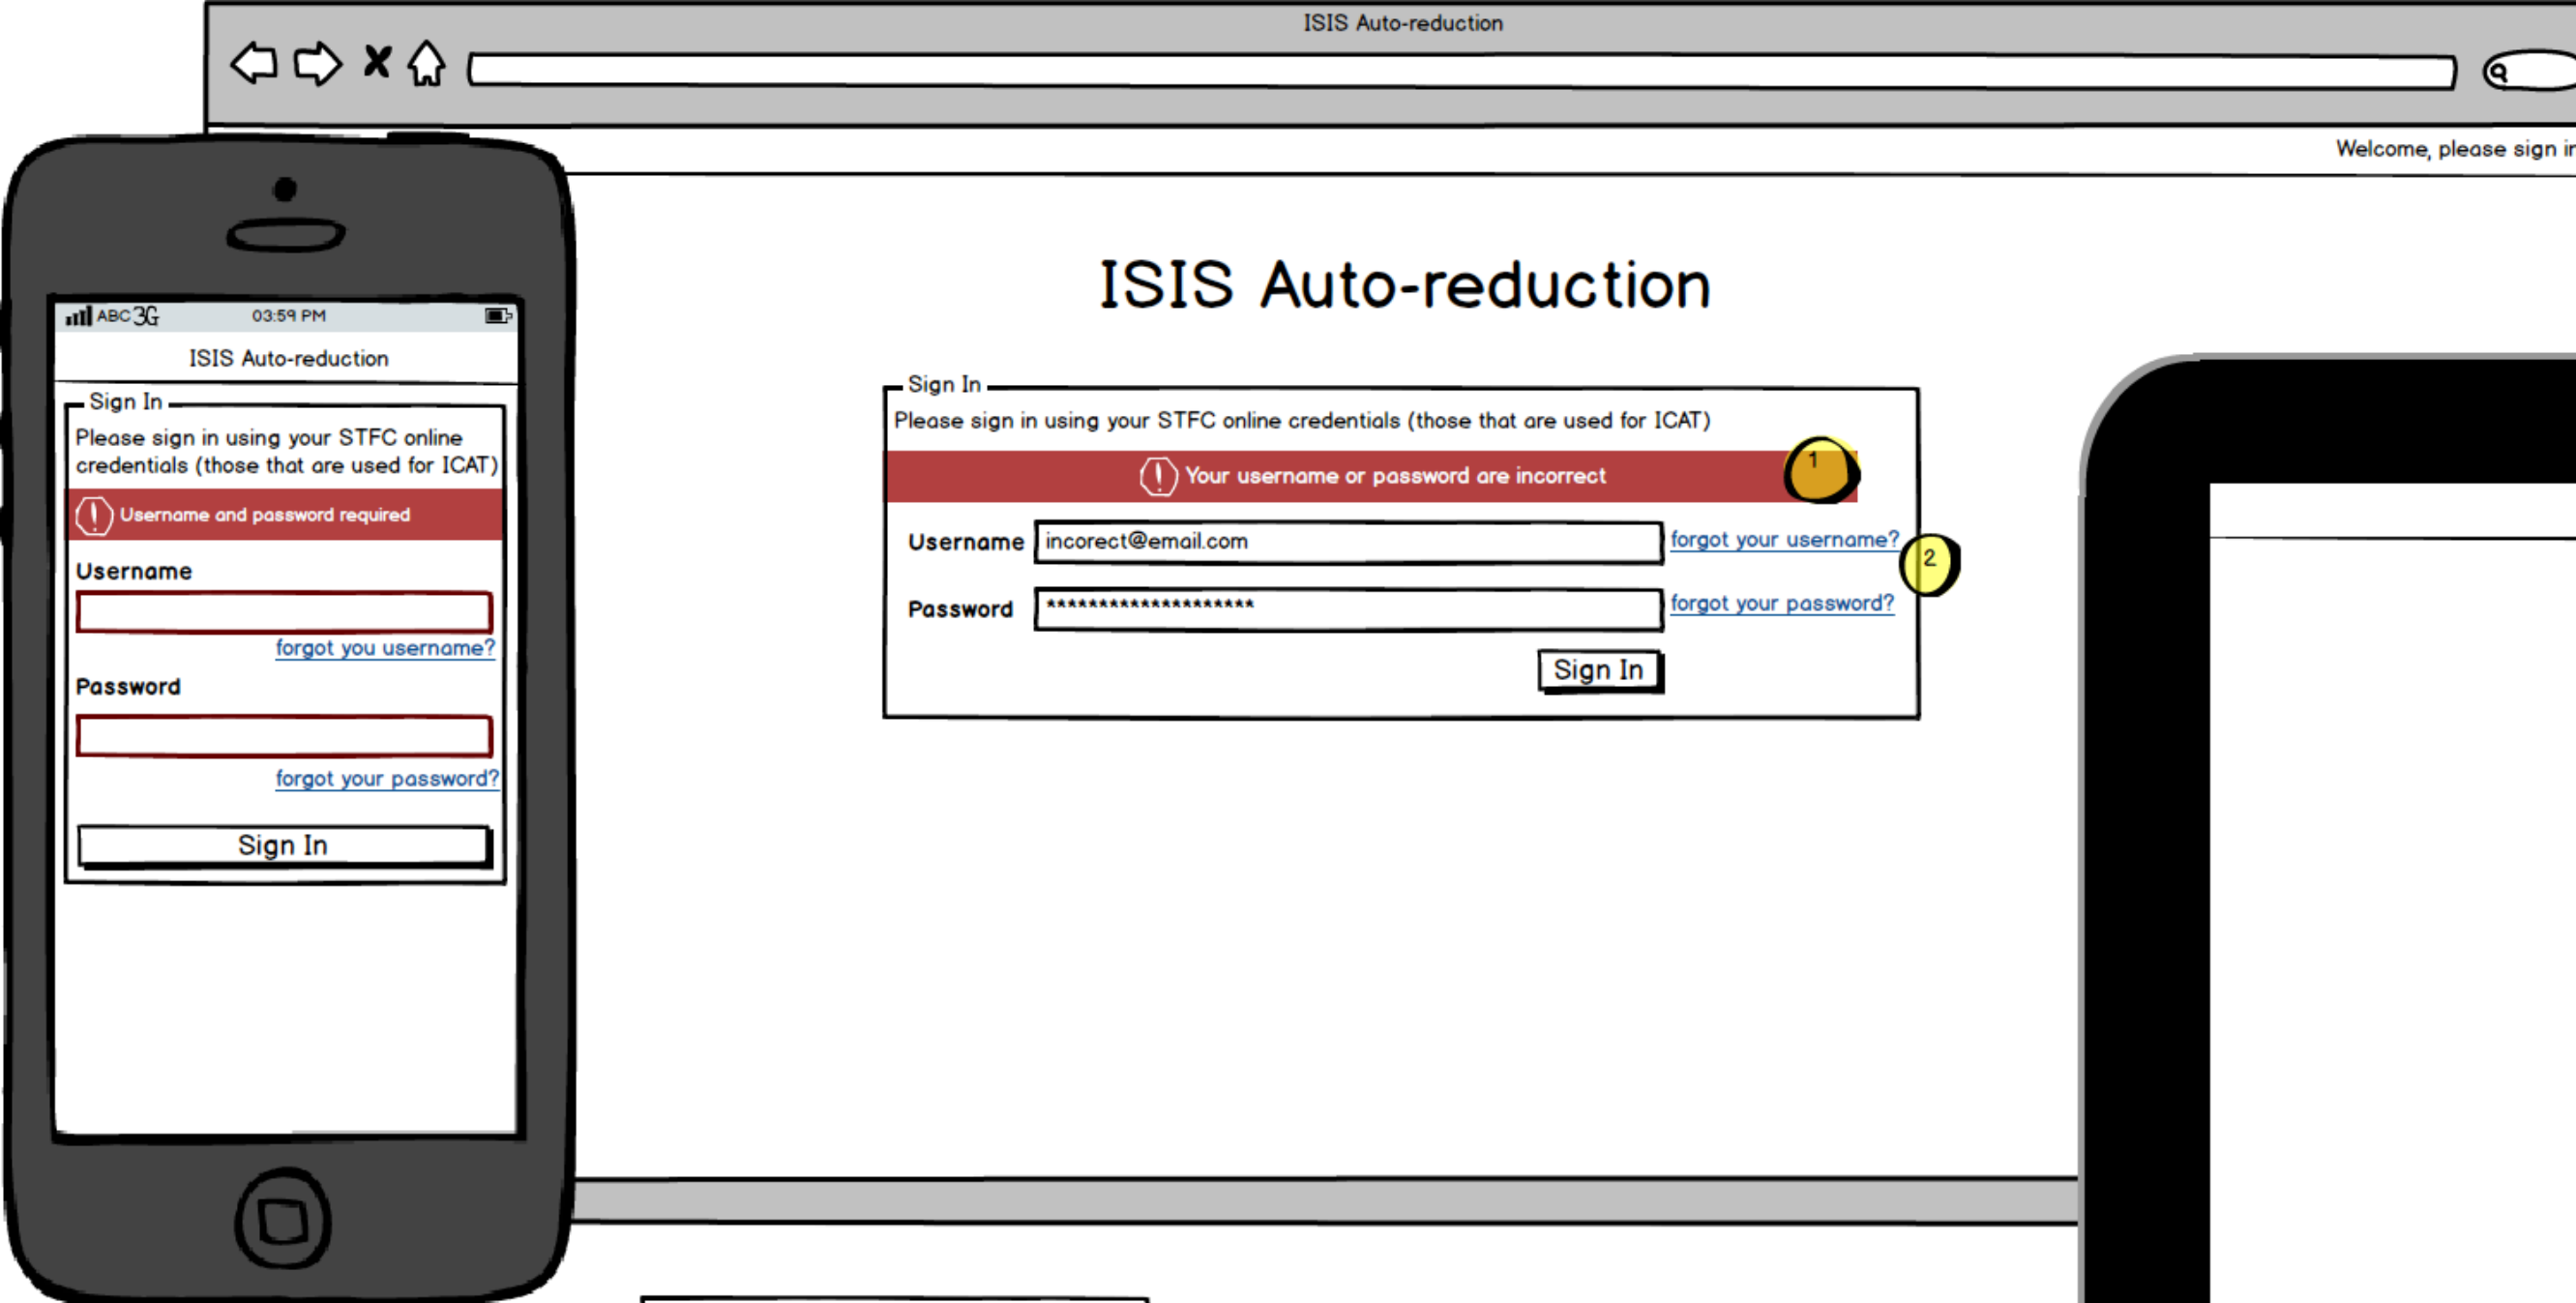 ISIS Auto-reduction
Welcome, please sign in
ISIS Auto-reduction
Sign In
Please sign in using your STFC online credentials (those that are used for ICAT)
Your username or password are incorrect
1
Username incorect@email.com forgot your username?
2
Password ******************** forgot your password?
Sign In
ABC 3G 03:59 PM
ISIS Auto-reduction
Sign In
Please sign in using your STFC online
credentials (those that are used for ICAT)
Username and password required
Username
forgot you username?
Password
forgot your password?
Sign In